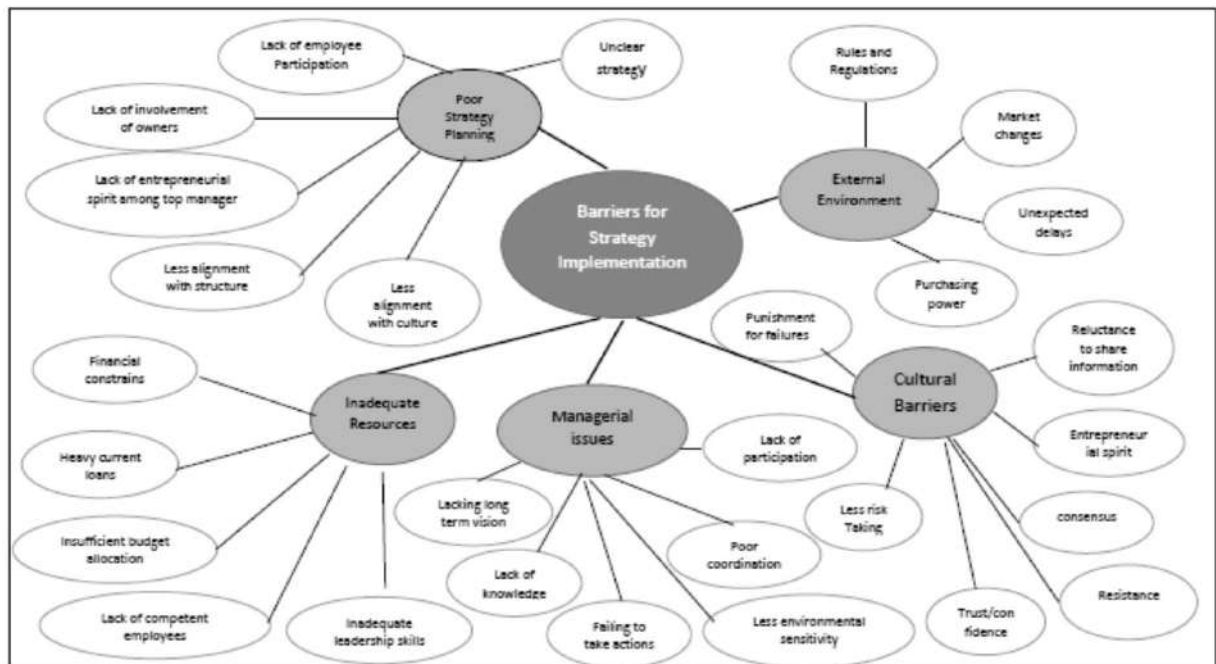 Lack of employee
Participation
Unclear
strategy
Rules and
Regulations
Poor
Strategy
Planning
Lack of involvement
of owners
Market
changes
Lack of entrepreneurial
spirit among top manager
External
Environment
Barriers for
Strategy
Implementation
Unexpected
delays
Less alignment
with structure
Less
alignment
with culture
Purchasing
power
Punishment
for failures
Reluctance
to share
information
Financial
constrains
Inadequate
Resources
Managerial
issues
Cultural
Barriers
Lack of
participation
Entrepreneur
ial spirit
Heavy current
loans
Lacking long
term vision
Less risk
Taking
consensus
Insufficient budget
allocation
Poor
coordination
Lack of
knowledge
Resistance
Lack of competent
employees
Inadequate
leadership skills
Failing to
take actions
Less environmental
sensitivity
Trust/con
fidence